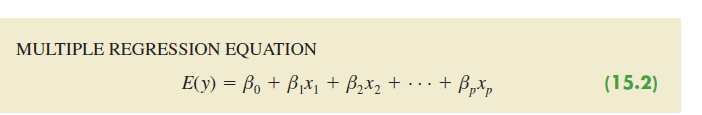 MULTIPLE REGRESSION EQUATION
E(y) = β₀ + β₁x₁ + β₂x₂ + · · · + βₚxₚ (15.2)